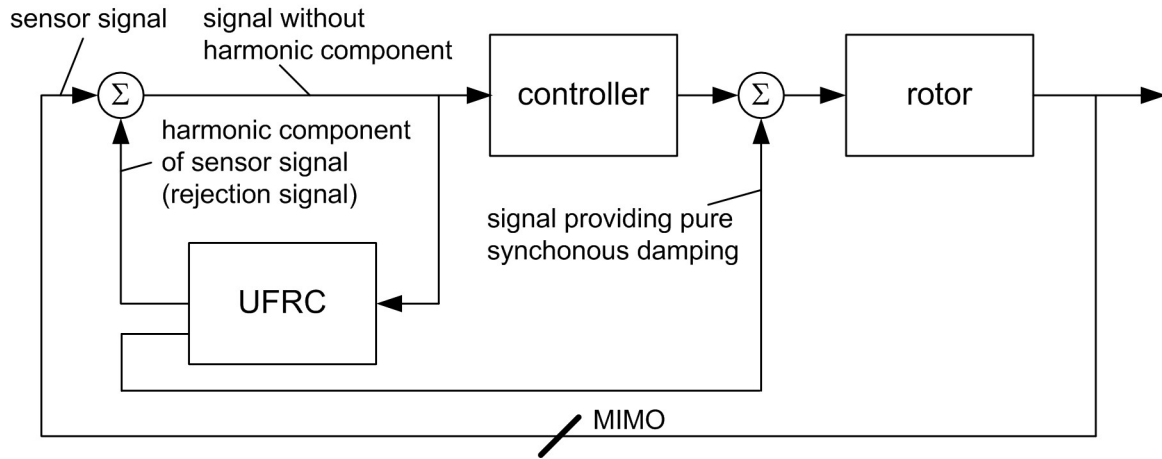 sensor signal
signal without
harmonic component
Σ
controller
Σ
rotor
harmonic component
of sensor signal
(rejection signal)
signal providing pure
synchonous damping
UFRC
MIMO